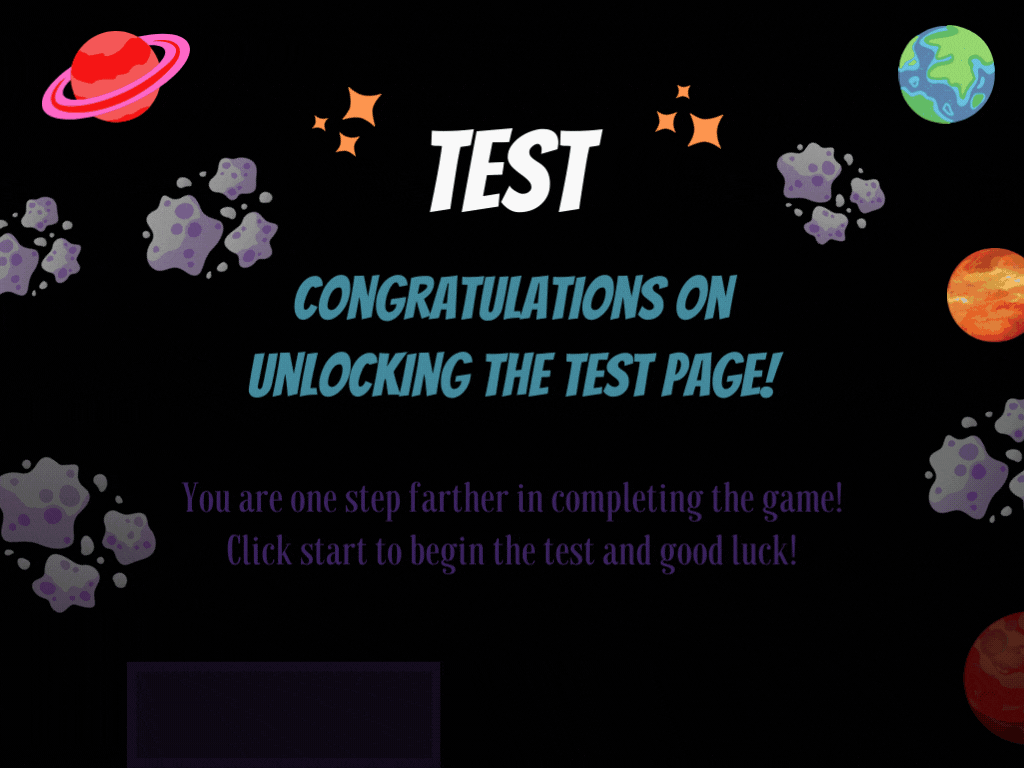 TEST
CONGRATULATIONS ON
UNLOCKING THE TEST PAGE!
You are one step farther in completing the game!
Click start to begin the test and good luck!